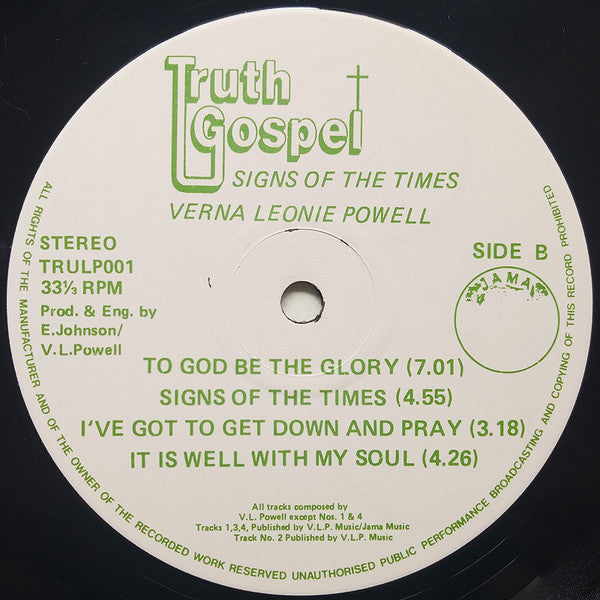 Truth
Gospel
SIGNS OF THE TIMES
VERNA LEONIE POWELL
STEREO
TRULP001
33⅓ RPM
Prod. & Eng. by
E.Johnson/
V.L.Powell
SIDE B
JAMA
TO GOD BE THE GLORY (7.01)
SIGNS OF THE TIMES (4.55)
I'VE GOT TO GET DOWN AND PRAY (3.18)
IT IS WELL WITH MY SOUL (4.26)
All tracks composed by
V.L. Powell except Nos. 1 & 4
Tracks 1,3,4, Published by V.L.P. Music/Jama Music
Track No. 2 Published by V.L.P. Music
ALL RIGHTS OF THE MANUFACTURER AND OF THE OWNER OF THE RECORDED WORK RESERVED UNAUTHORISED PUBLIC PERFORMANCE BROADCASTING AND COPYING OF THIS RECORD PROHIBITED